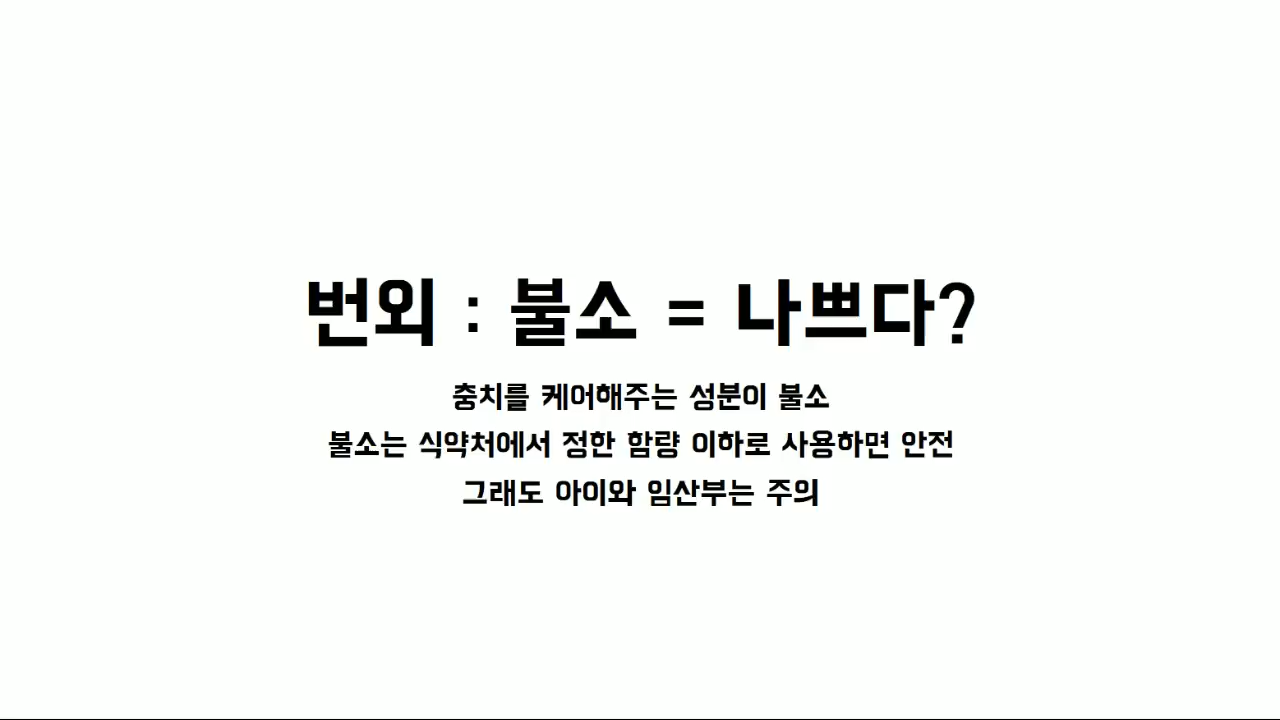 번외 : 불소 = 나쁘다?
충치를 케어해주는 성분이 불소
불소는 식약처에서 정한 함량 이하로 사용하면 안전
그래도 아이와 임산부는 주의